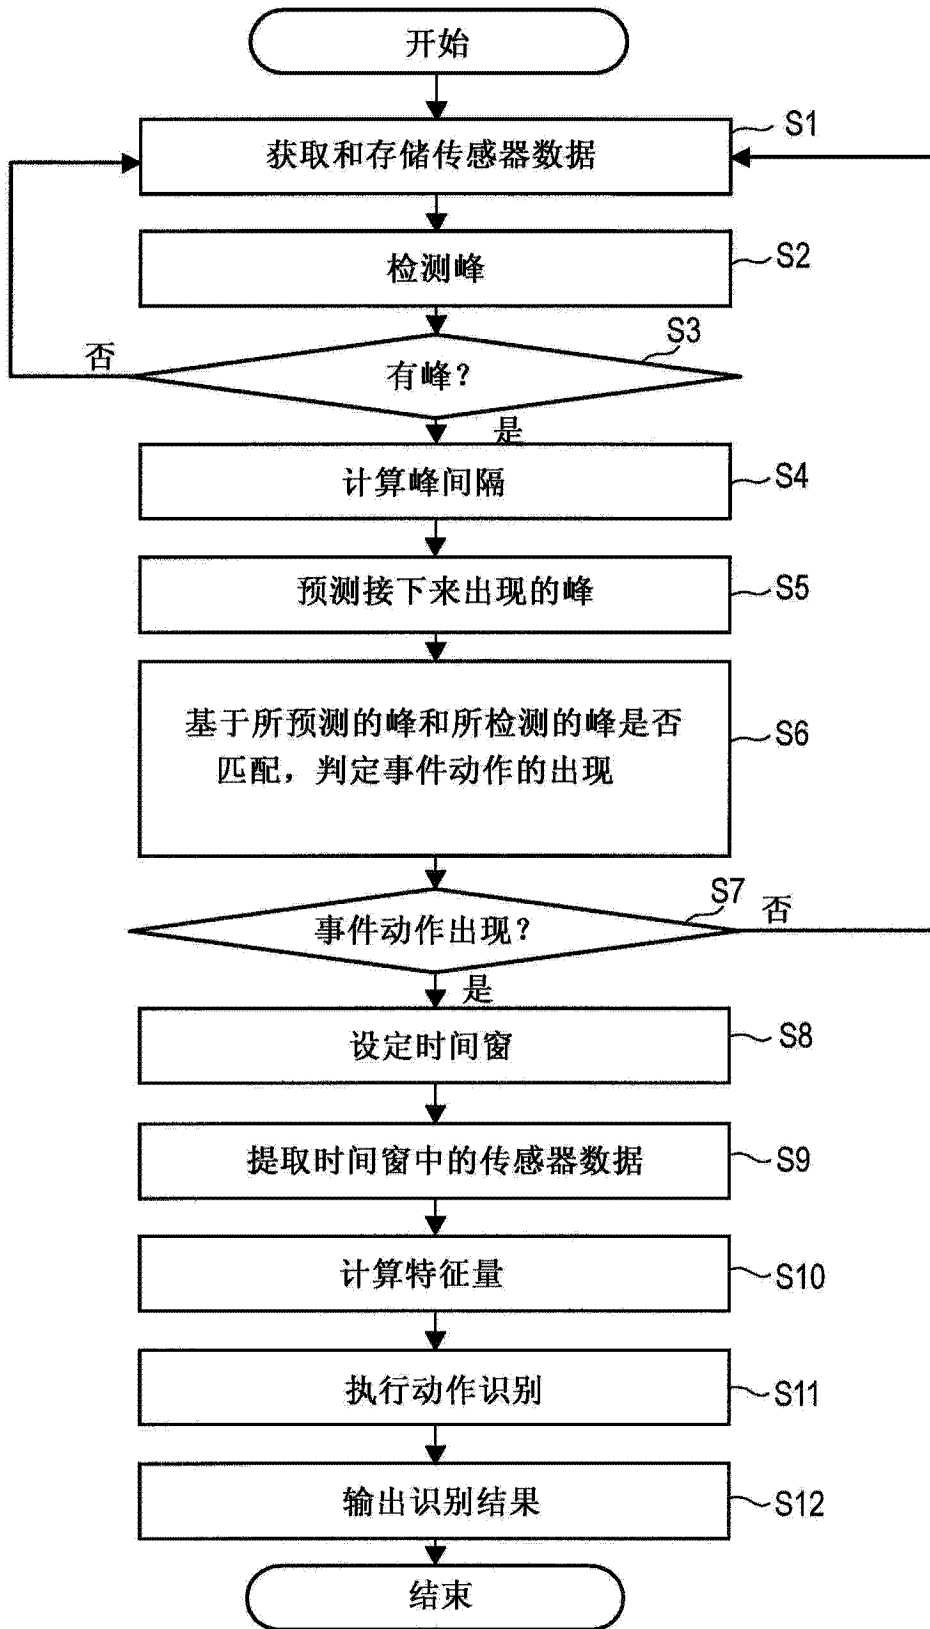 开始
S1
获取和存储传感器数据
S2
检测峰
S3
否
有峰？
是
计算峰间隔
S4
预测接下来出现的峰
S5
基于所预测的峰和所检测的峰是否
匹配，判定事件动作的出现
S6
S7
否
事件动作出现？
是
设定时间窗
S8
提取时间窗中的传感器数据
S9
计算特征量
S10
执行动作识别
S11
输出识别结果
S12
结束